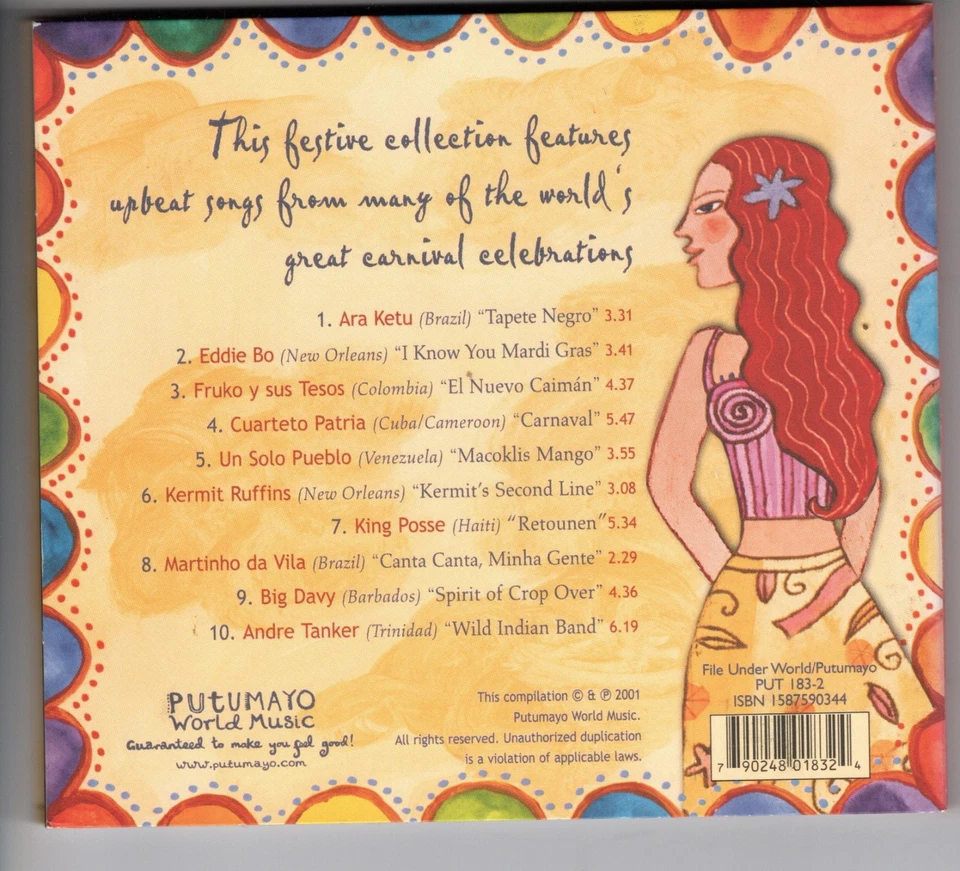 This festive collection features
upbeat songs from many of the world's
great carnival celebrations
1. Ara Ketu (Brazil) “Tapete Negro” 3.31
2. Eddie Bo (New Orleans) “I Know You Mardi Gras” 3.41
3. Fruko y sus Tesos (Colombia) “El Nuevo Caimán” 4.37
4. Cuarteto Patria (Cuba/Cameroon) “Carnaval” 5.47
5. Un Solo Pueblo (Venezuela) “Macoklis Mango” 3.55
6. Kermit Ruffins (New Orleans) “Kermit's Second Line” 3.08
7. King Posse (Haiti) “Retounen” 5.34
8. Martinho da Vila (Brazil) “Canta Canta, Minha Gente” 2.29
9. Big Davy (Barbados) “Spirit of Crop Over” 4.36
10. Andre Tanker (Trinidad) “Wild Indian Band” 6.19
PUTUMAYO
World Music
Guaranteed to make you feel good!
www.putumayo.com
This compilation © & ℗ 2001
Putumayo World Music.
All rights reserved. Unauthorized duplication
is a violation of applicable laws.
File Under World/Putumayo
PUT 183-2
ISBN 1587590344
7 90248 01832 4